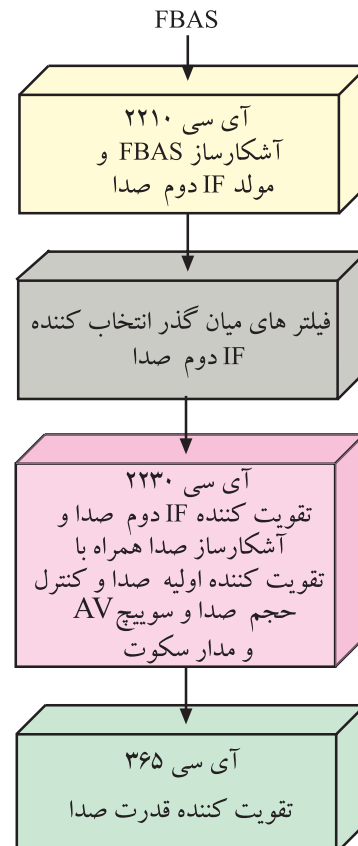 FBAS
آی سی ۲۲۱۰
آشکارساز FBAS و
مولد IF دوم صدا
فیلتر های میان گذر انتخاب کننده
IF دوم صدا
آی سی ۲۲۳۰
تقویت کننده IF دوم صدا و
آشکارساز صدا همراه با
تقویت کننده اولیه صدا و کنترل
حجم صدا و سوییچ AV
و مدار سکوت
آی سی ۳۶۵
تقویت کننده قدرت صدا